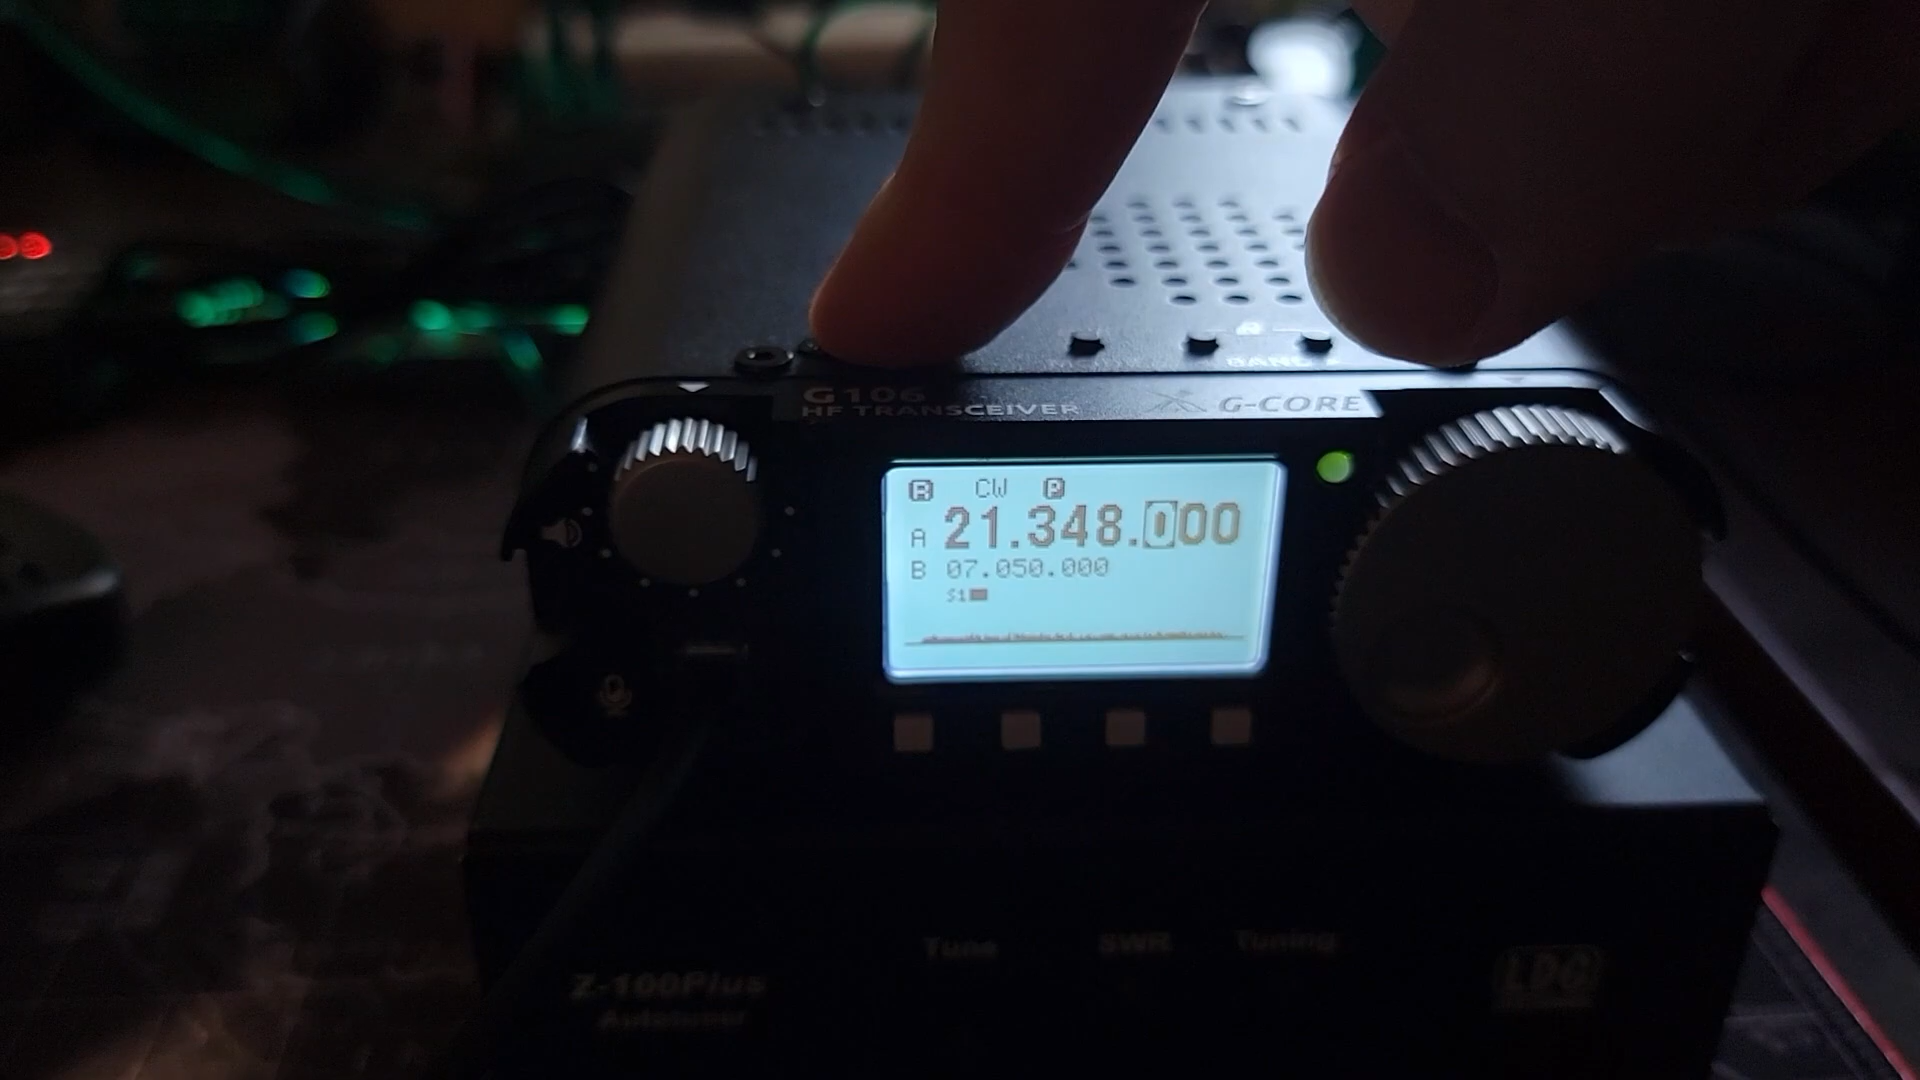 G106
HF TRANSCEIVER
G-CORE
R CW P
A 21.348.000
B 07.050.000
S1
Tune SWR Tuning
Z-100Plus
Autotuner
LDG